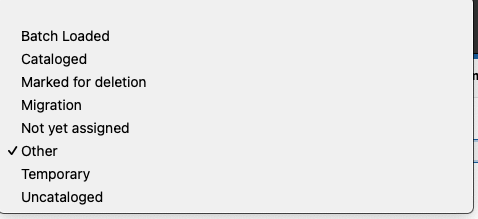 Batch Loaded
Cataloged
Marked for deletion
Migration
Not yet assigned
✓ Other
Temporary
Uncataloged